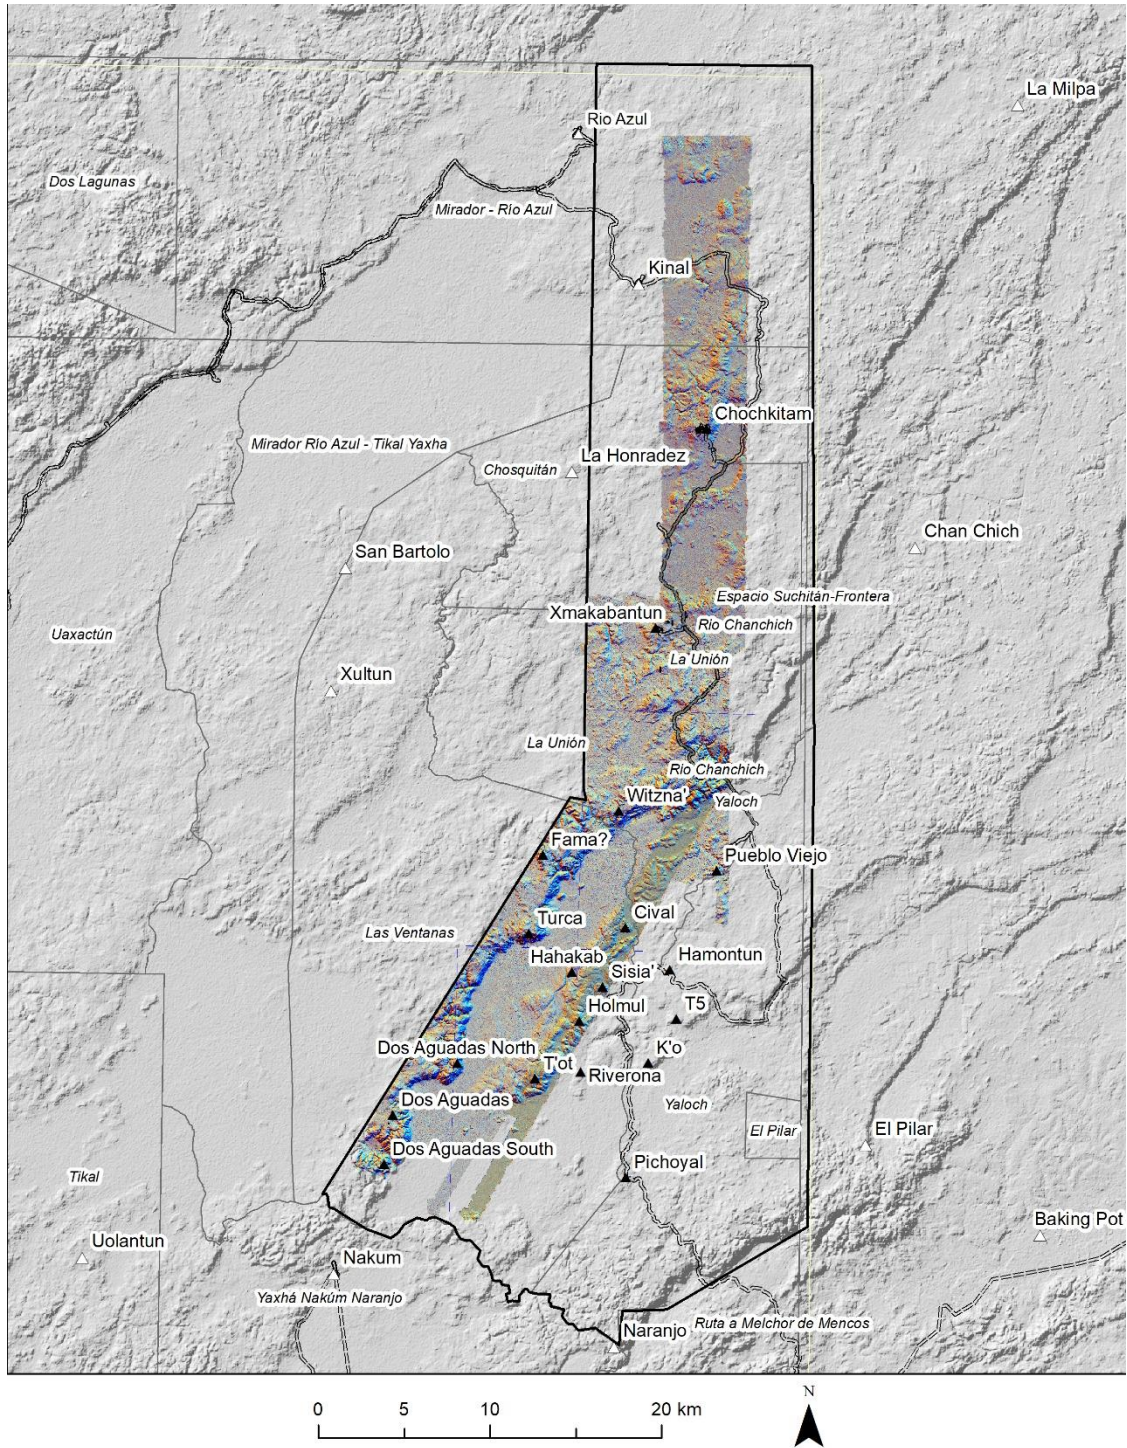 La Milpa
Rio Azul
Dos Lagunas
Mirador - Río Azul
Kinal
Chochkitam
Mirador Río Azul - Tikal Yaxha
La Honradez
Chosquitán
Chan Chich
San Bartolo
Espacio Suchitán-Frontera
Xmakabantun
Rio Chanchich
Uaxactún
La Unión
Xultun
La Unión
Rio Chanchich
Witzna'
Yaloch
Fama?
Pueblo Viejo
Turca
Cival
Las Ventanas
Hahakab
Hamontun
Sisia'
Holmul
T5
Dos Aguadas North
T'ot
K'o
Riverona
Dos Aguadas
Yaloch
El Pilar
El Pilar
Dos Aguadas South
Pichoyal
Tikal
Baking Pot
Uolantun
Nakum
Yaxhá Nakúm Naranjo
Ruta a Melchor de Mencos
Naranjo
N
0 5 10 20 km